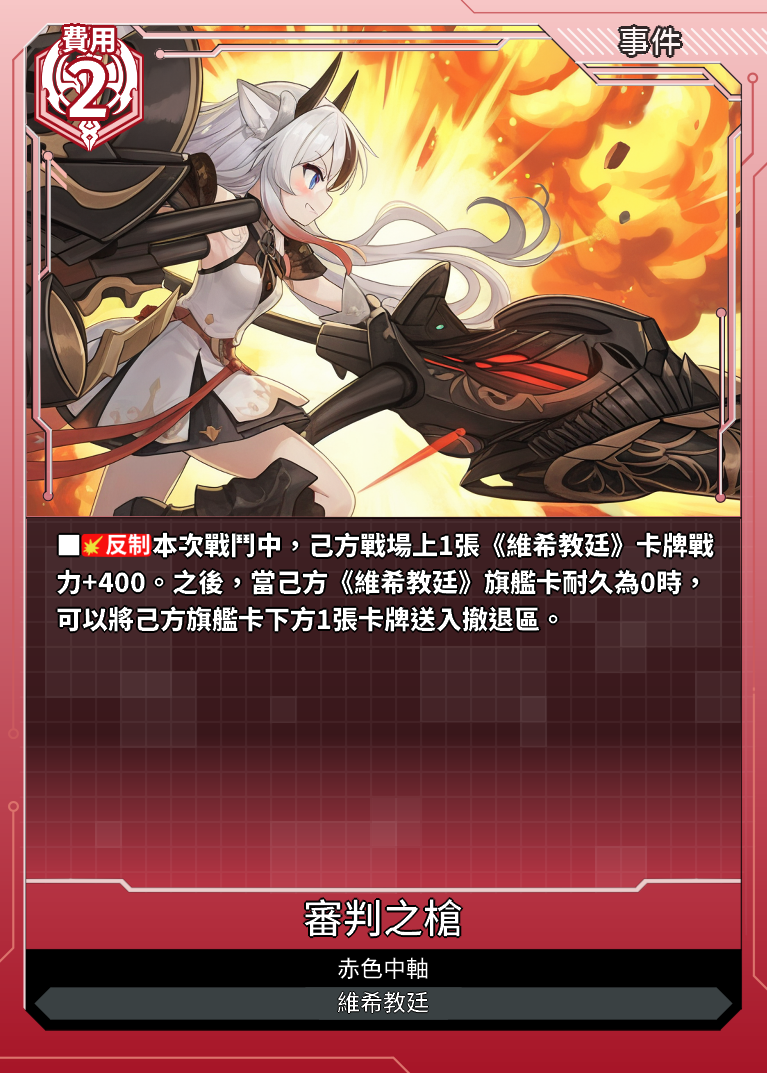 費用
2
事件
■反制本次戰鬥中，己方戰場上1張《維希教廷》卡牌戰
力+400。之後，當己方《維希教廷》旗艦卡耐久為0時，
可以將己方旗艦卡下方1張卡牌送入撤退區。
審判之槍
赤色中軸
維希教廷